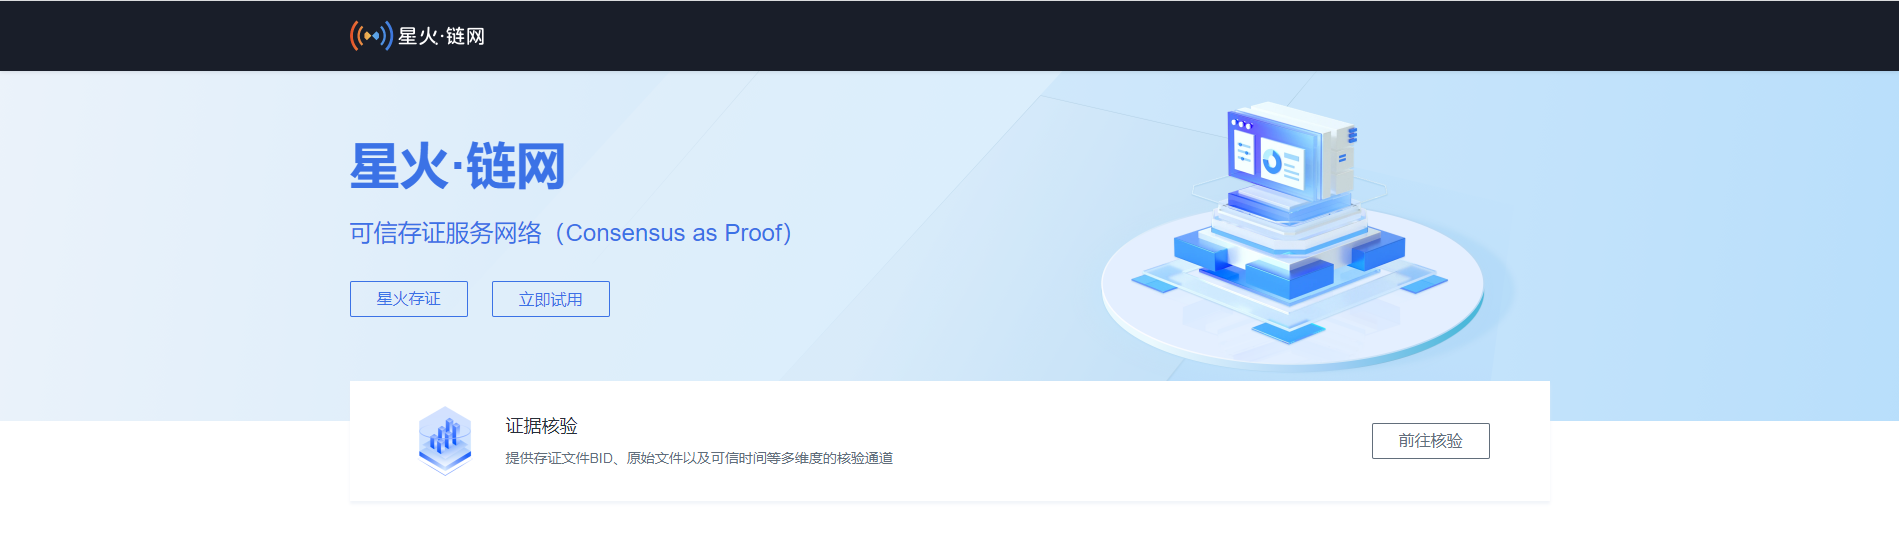 星火·链网
星火·链网
可信存证服务网络（Consensus as Proof）
星火存证
立即试用
证据核验
提供存证文件BID、原始文件以及可信时间等多维度的核验通道
前往核验